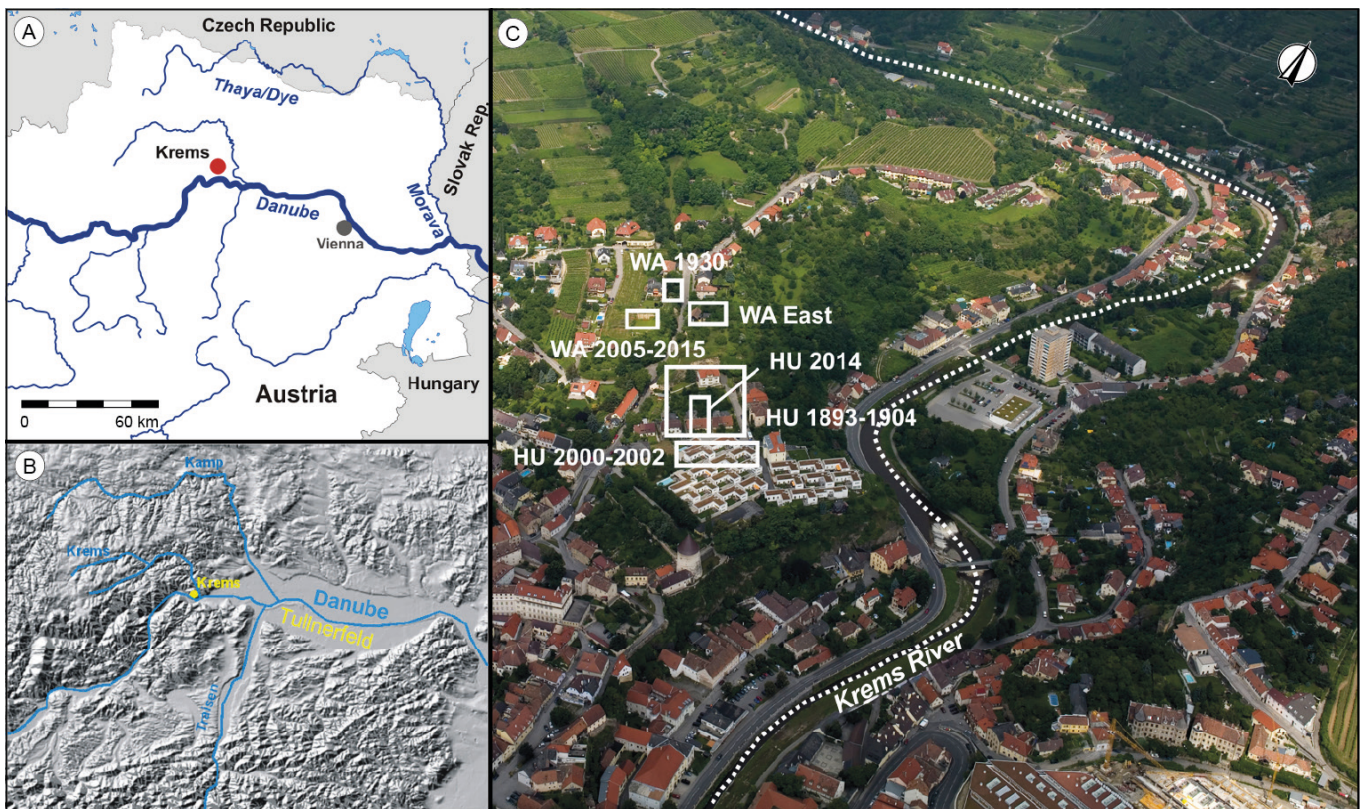 A
Czech Republic
Thaya/Dye
Krems
Danube
Vienna
Morava
Slovak Rep.
Hungary
Austria
0 60 km
B
Kamp
Krems
Krems
Danube
Tullnerfeld
Traisen
C
WA 1930
WA East
WA 2005-2015
HU 2014
HU 1893-1904
HU 2000-2002
Krems River